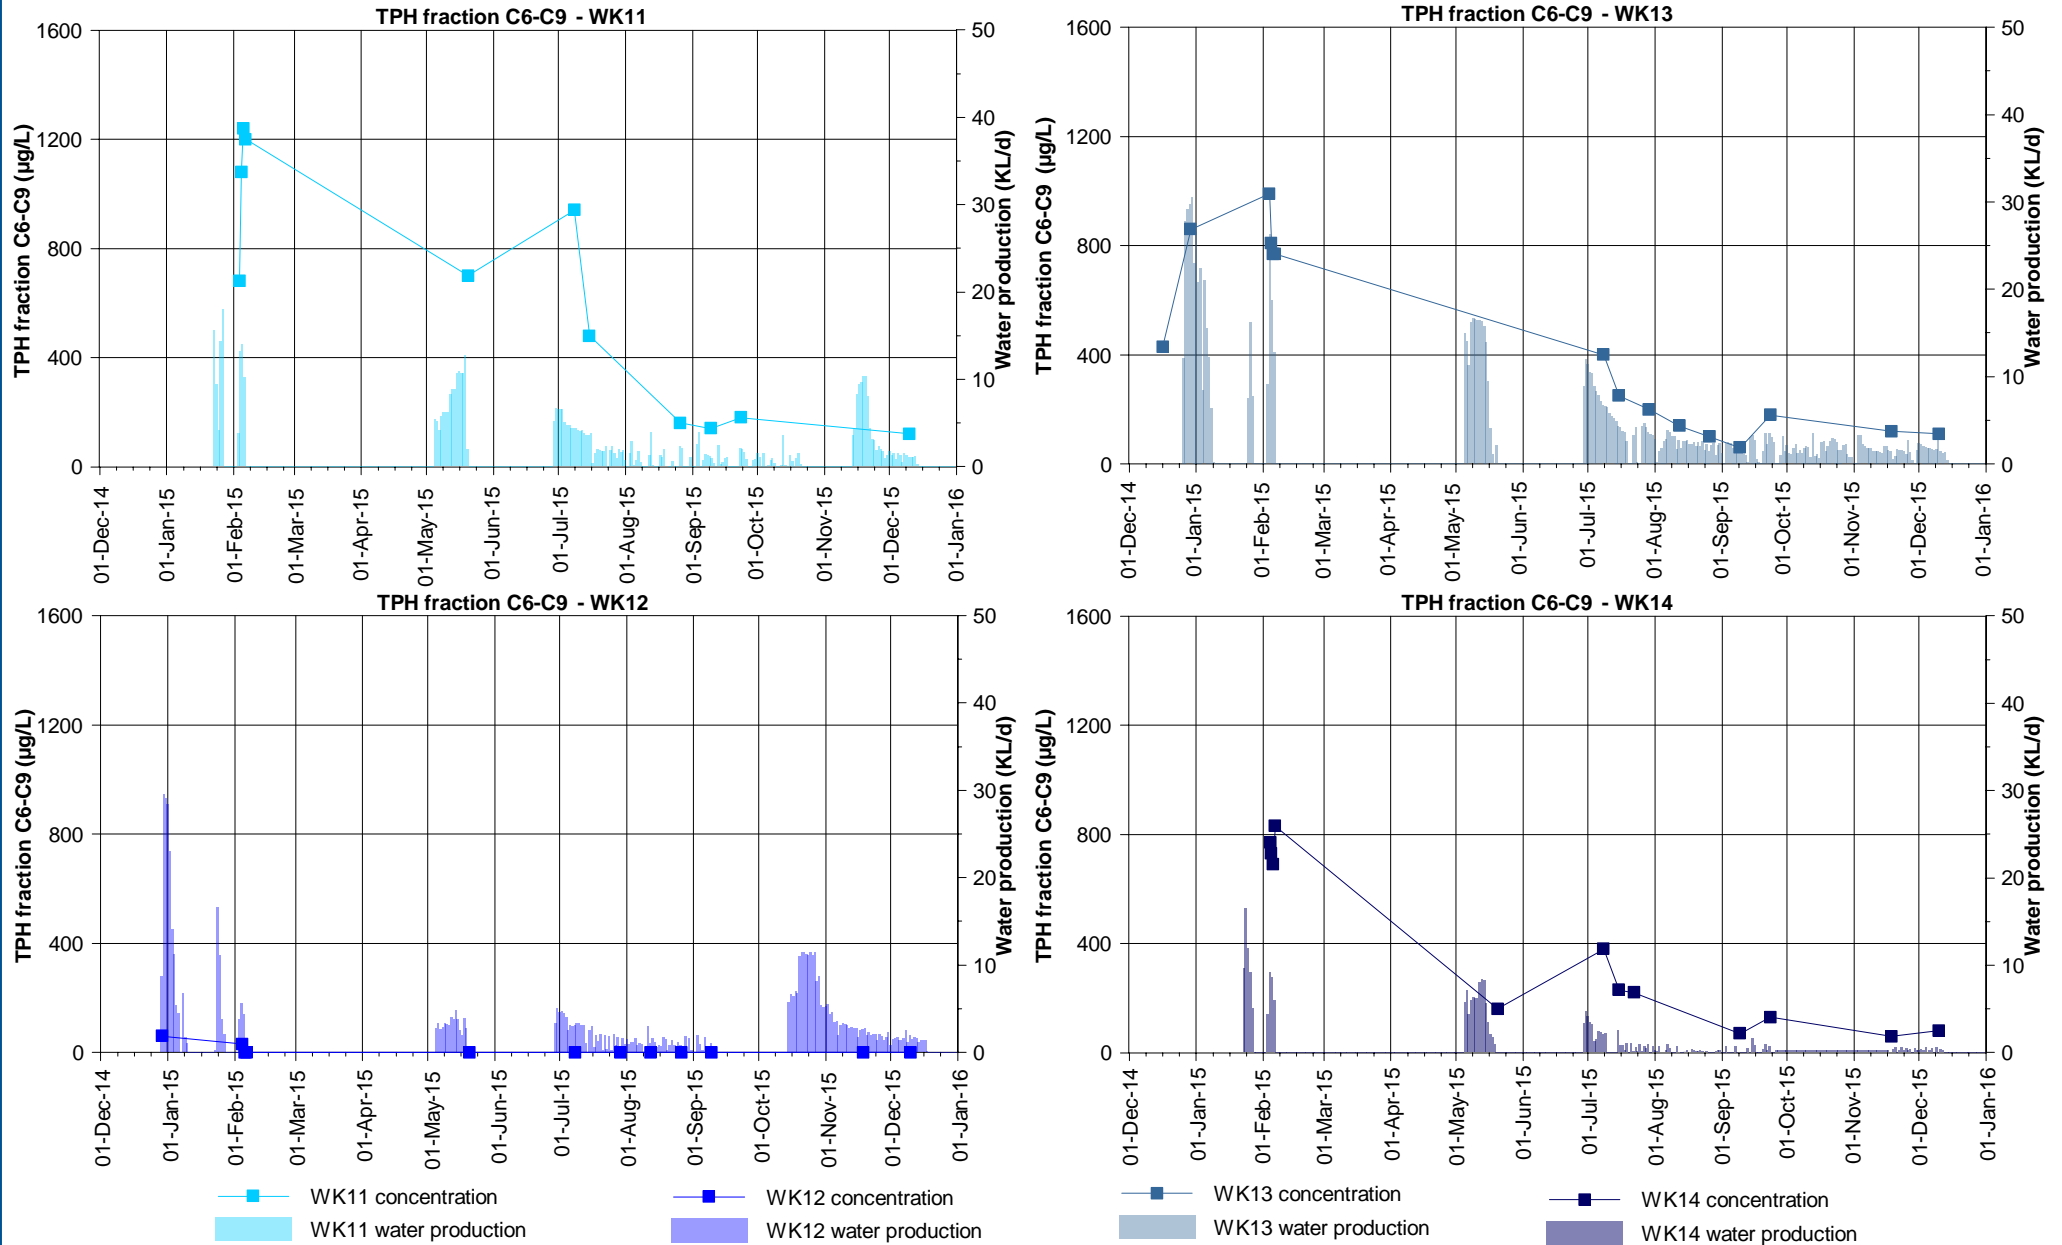 TPH fraction C6-C9 - WK11
TPH fraction C6-C9 (µg/L)
1600
1200
800
400
0
Water production (KL/d)
50
40
30
20
10
0
01-Dec-14
01-Jan-15
01-Feb-15
01-Mar-15
01-Apr-15
01-May-15
01-Jun-15
01-Jul-15
01-Aug-15
01-Sep-15
01-Oct-15
01-Nov-15
01-Dec-15
01-Jan-16
TPH fraction C6-C9 - WK13
TPH fraction C6-C9 (µg/L)
1600
1200
800
400
0
Water production (KL/d)
50
40
30
20
10
0
01-Dec-14
01-Jan-15
01-Feb-15
01-Mar-15
01-Apr-15
01-May-15
01-Jun-15
01-Jul-15
01-Aug-15
01-Sep-15
01-Oct-15
01-Nov-15
01-Dec-15
01-Jan-16
TPH fraction C6-C9 - WK12
TPH fraction C6-C9 (µg/L)
1600
1200
800
400
0
Water production (KL/d)
50
40
30
20
10
0
01-Dec-14
01-Jan-15
01-Feb-15
01-Mar-15
01-Apr-15
01-May-15
01-Jun-15
01-Jul-15
01-Aug-15
01-Sep-15
01-Oct-15
01-Nov-15
01-Dec-15
01-Jan-16
TPH fraction C6-C9 - WK14
TPH fraction C6-C9 (µg/L)
1600
1200
800
400
0
Water production (KL/d)
50
40
30
20
10
0
01-Dec-14
01-Jan-15
01-Feb-15
01-Mar-15
01-Apr-15
01-May-15
01-Jun-15
01-Jul-15
01-Aug-15
01-Sep-15
01-Oct-15
01-Nov-15
01-Dec-15
01-Jan-16
WK11 concentration
WK11 water production
WK12 concentration
WK12 water production
WK13 concentration
WK13 water production
WK14 concentration
WK14 water production